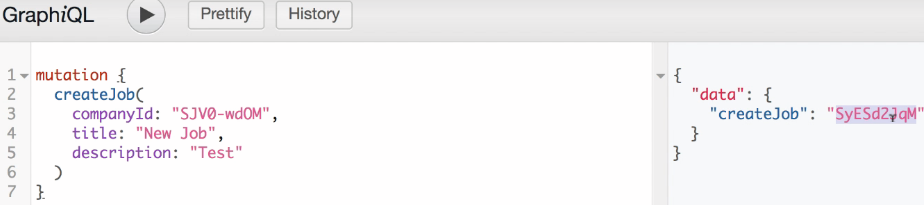 GraphiQL Prettify History
1 mutation {
2 createJob(
3 companyId: "SJV0-wdOM",
4 title: "New Job",
5 description: "Test"
6 )
7 }
{
"data": {
"createJob": "SyESd2JqM"
}
}